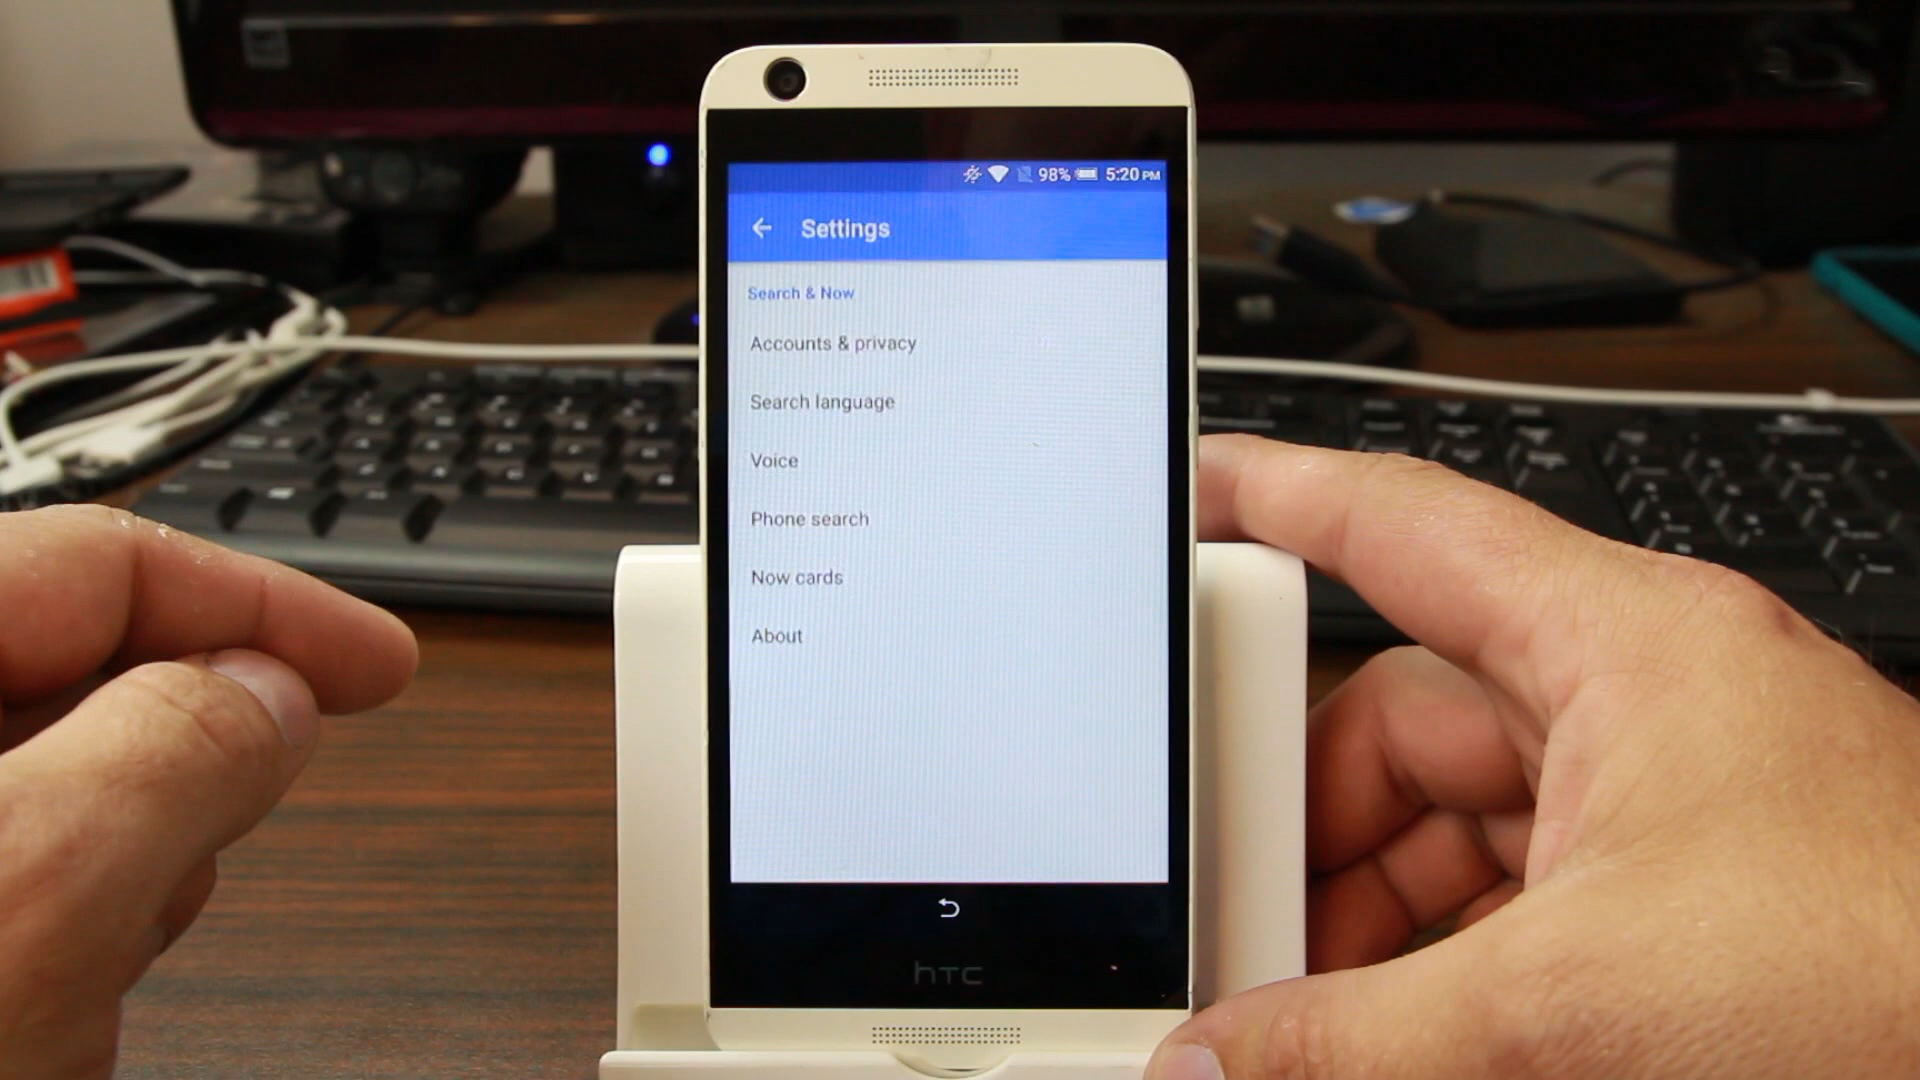 98% 5:20 PM
Settings
Search & Now
Accounts & privacy
Search language
Voice
Phone search
Now cards
About
hTC